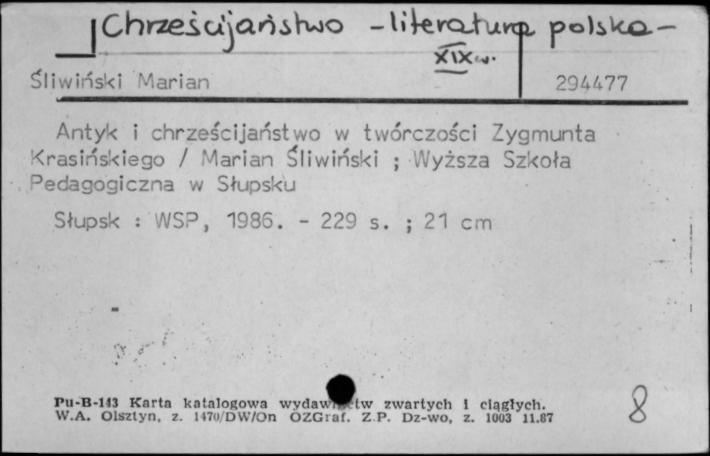 Chrześcijaństwo - literatura polska -
XIX w.
Śliwiński Marian 294477
Antyk i chrześcijaństwo w twórczości Zygmunta
Krasińskiego / Marian Śliwiński ; Wyższa Szkoła
Pedagogiczna w Słupsku
Słupsk : WSP, 1986. - 229 s. ; 21 cm
Pu-B-143 Karta katalogowa zwartych i ciągłych.
W.A. Olsztyn, z. 1470/DW/On OZGraf. Z.P. Dz-wo, z. 1003 11.87
8